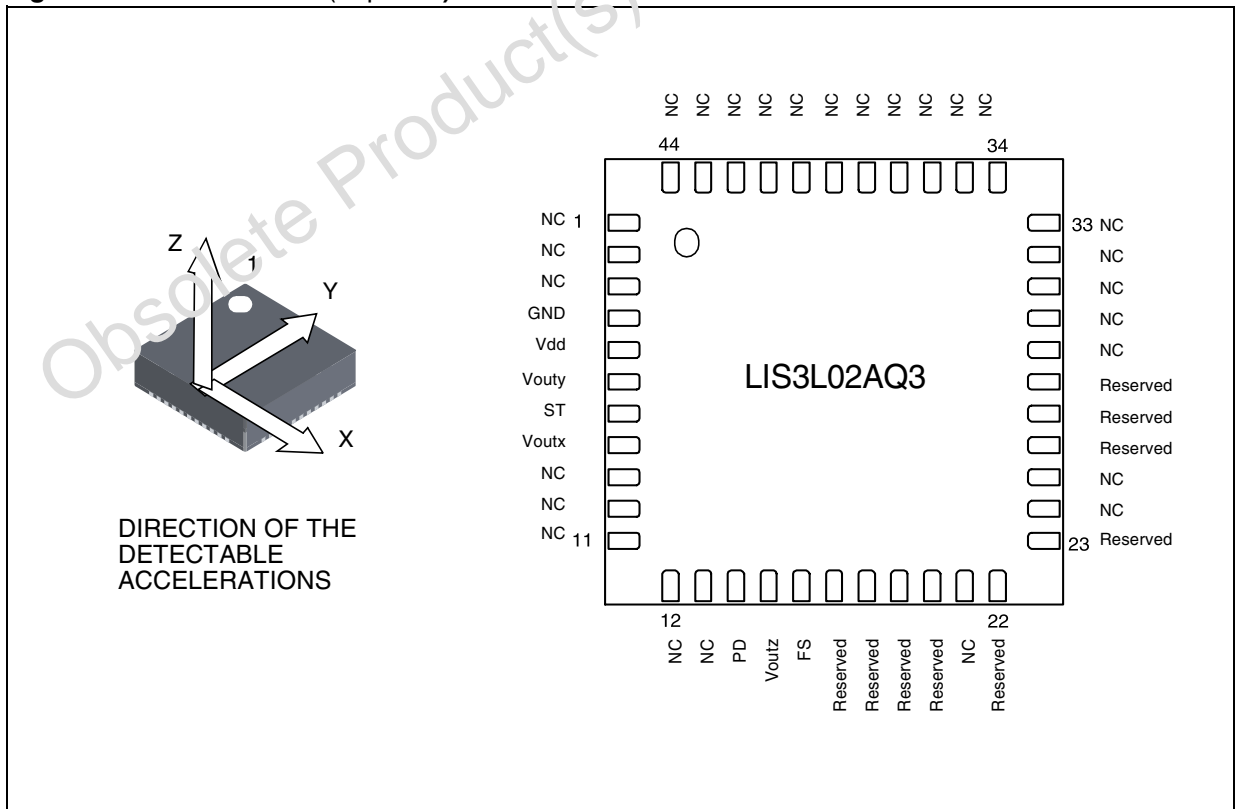 Obsolete Product(s)
NC NC NC NC NC NC NC NC NC NC NC
44 34
Z
1
Y
X
DIRECTION OF THE
DETECTABLE
ACCELERATIONS
NC 1
NC
NC
GND
Vdd
Vouty
ST
Voutx
NC
NC
NC 11
LIS3L02AQ3
33 NC
NC
NC
NC
NC
Reserved
Reserved
Reserved
NC
NC
23 Reserved
12 22
NC NC PD Voutz FS Reserved Reserved Reserved Reserved NC Reserved